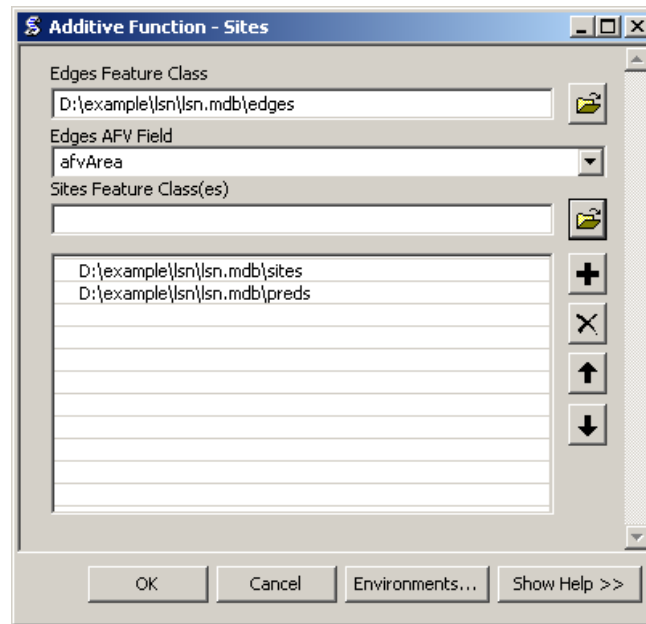 Additive Function - Sites
Edges Feature Class
D:\example\lsn\lsn.mdb\edges
Edges AFV Field
afvArea
Sites Feature Class(es)
D:\example\lsn\lsn.mdb\sites
D:\example\lsn\lsn.mdb\preds
OK Cancel Environments... Show Help >>